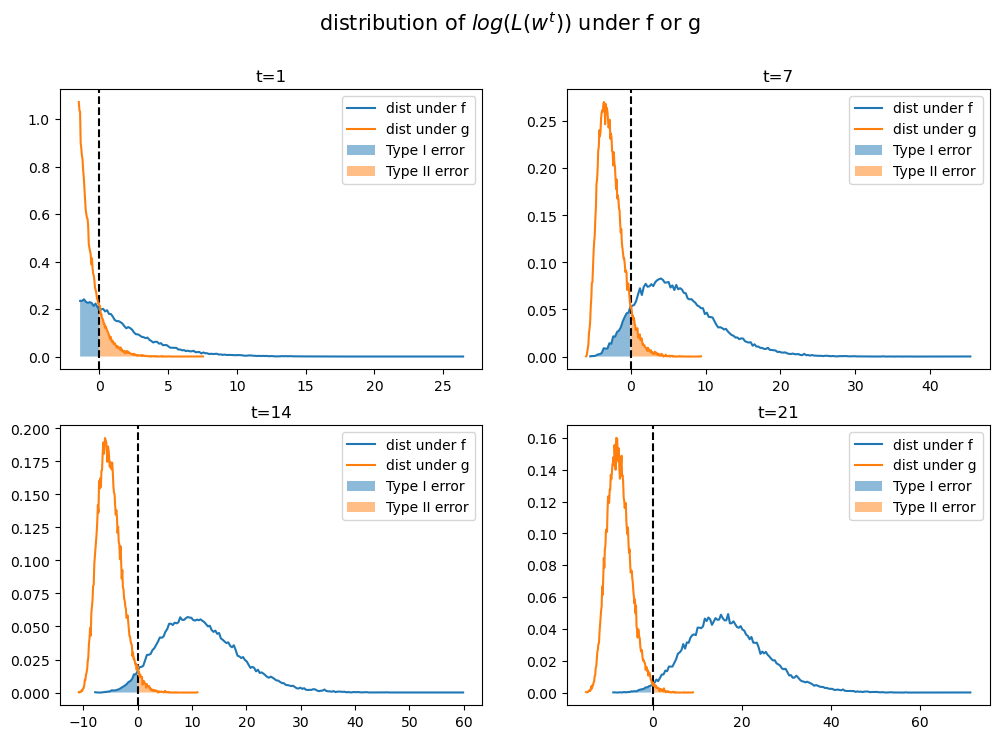 distribution of log(L(w^t)) under f or g
t=1
1.0
0.8
0.6
0.4
0.2
0.0
0 5 10 15 20 25
dist under f
dist under g
Type I error
Type II error
t=7
0.25
0.20
0.15
0.10
0.05
0.00
0 10 20 30 40
dist under f
dist under g
Type I error
Type II error
t=14
0.200
0.175
0.150
0.125
0.100
0.075
0.050
0.025
0.000
−10 0 10 20 30 40 50 60
dist under f
dist under g
Type I error
Type II error
t=21
0.16
0.14
0.12
0.10
0.08
0.06
0.04
0.02
0.00
0 20 40 60
dist under f
dist under g
Type I error
Type II error